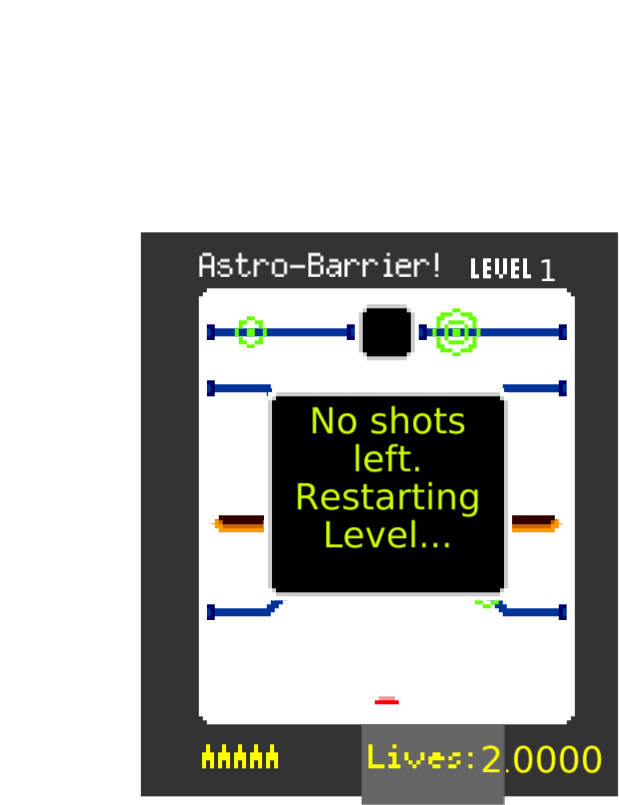 Astro-Barrier! LEVEL 1
No shots
left.
Restarting
Level...
Lives:2.0000